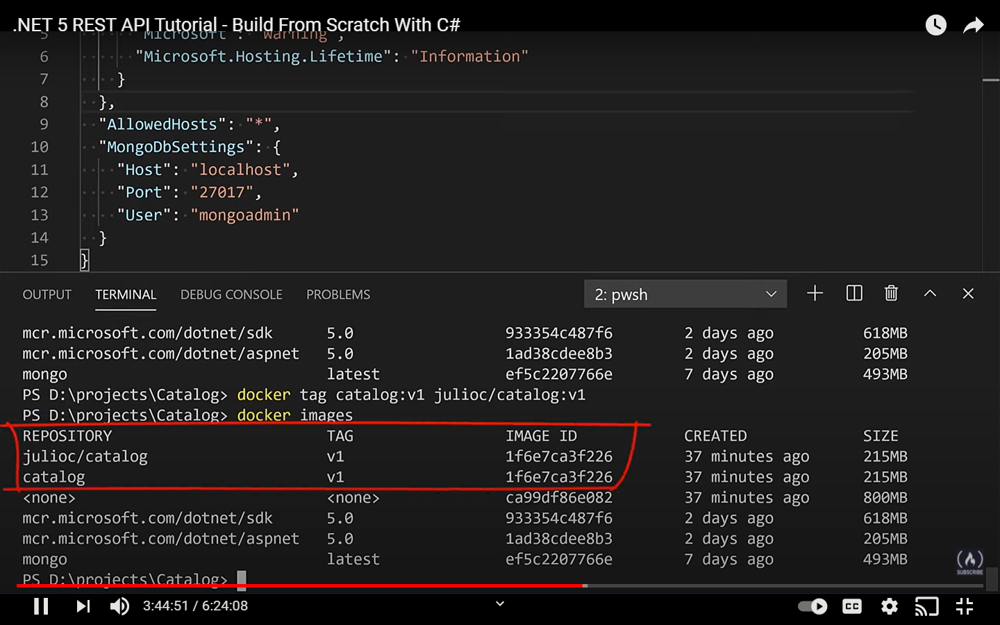 .NET 5 REST API Tutorial - Build From Scratch With C#
5 "Microsoft": "Warning",
6 "Microsoft.Hosting.Lifetime": "Information"
7 }
8 },
9 "AllowedHosts": "*",
10 "MongoDbSettings": {
11 "Host": "localhost",
12 "Port": "27017",
13 "User": "mongoadmin"
14 }
15 }
OUTPUT TERMINAL DEBUG CONSOLE PROBLEMS 2: pwsh
mcr.microsoft.com/dotnet/sdk 5.0 933354c487f6 2 days ago 618MB
mcr.microsoft.com/dotnet/aspnet 5.0 1ad38cdee8b3 2 days ago 205MB
mongo latest ef5c2207766e 7 days ago 493MB
PS D:\projects\Catalog> docker tag catalog:v1 julioc/catalog:v1
PS D:\projects\Catalog> docker images
REPOSITORY TAG IMAGE ID CREATED SIZE
julioc/catalog v1 1f6e7ca3f226 37 minutes ago 215MB
catalog v1 1f6e7ca3f226 37 minutes ago 215MB
<none> <none> ca99df86e082 37 minutes ago 800MB
mcr.microsoft.com/dotnet/sdk 5.0 933354c487f6 2 days ago 618MB
mcr.microsoft.com/dotnet/aspnet 5.0 1ad38cdee8b3 2 days ago 205MB
mongo latest ef5c2207766e 7 days ago 493MB
PS D:\projects\Catalog>
SUBSCRIBE
3:44:51 / 6:24:08
CC